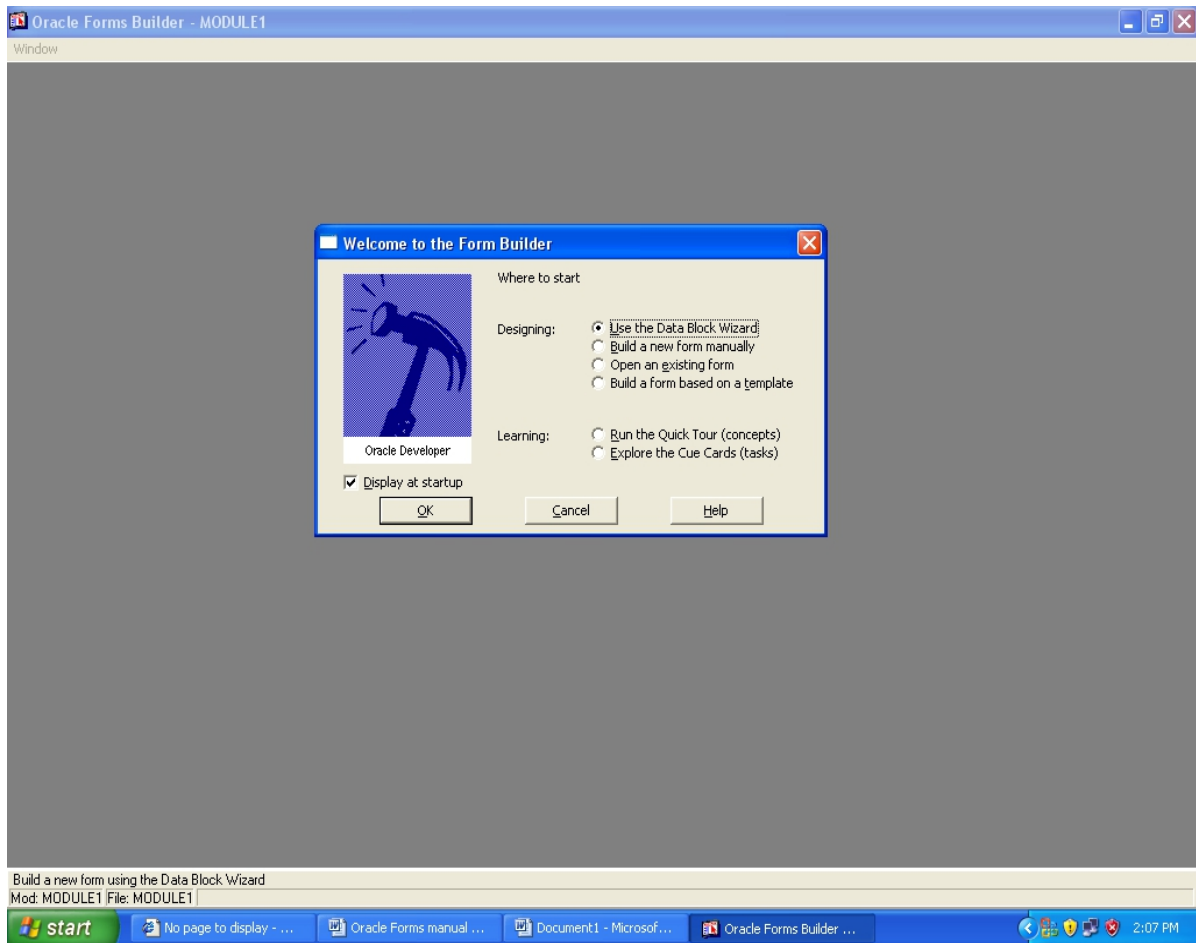 Oracle Forms Builder - MODULE1
Window
Welcome to the Form Builder
Where to start
Designing:
Use the Data Block Wizard
Build a new form manually
Open an existing form
Build a form based on a template
Learning:
Run the Quick Tour (concepts)
Explore the Cue Cards (tasks)
Oracle Developer
Display at startup
OK Cancel Help
Build a new form using the Data Block Wizard
Mod: MODULE1 File: MODULE1
start No page to display - ... Oracle Forms manual ... Document1 - Microsof... Oracle Forms Builder ... 2:07 PM